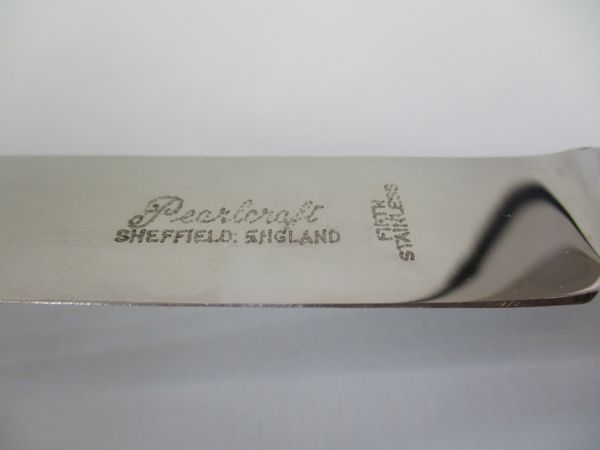 Pearlcraft
SHEFFIELD: ENGLAND
FIRTH
STAINLESS